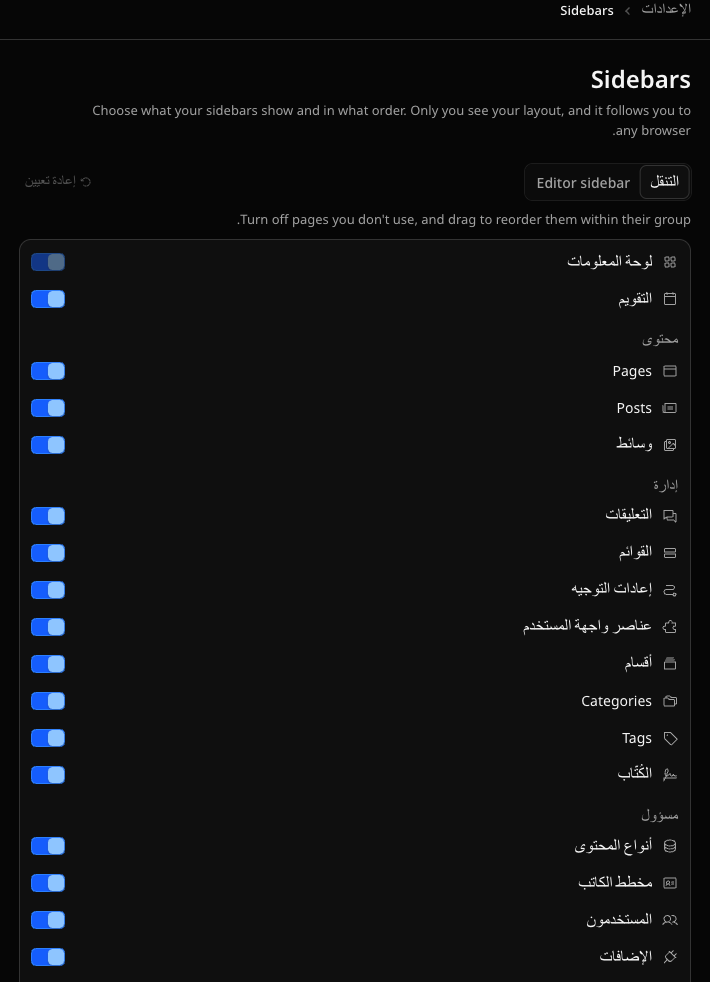 الإعدادات › Sidebars
Sidebars
Choose what your sidebars show and in what order. Only you see your layout, and it follows you to
any browser.
التنقل Editor sidebar إعادة تعيين
Turn off pages you don't use, and drag to reorder them within their group.
لوحة المعلومات
التقويم
محتوى
Pages
Posts
وسائط
إدارة
التعليقات
القوائم
إعادات التوجيه
عناصر واجهة المستخدم
أقسام
Categories
Tags
الكُتّاب
مسؤول
أنواع المحتوى
مخطط الكاتب
المستخدمون
الإضافات